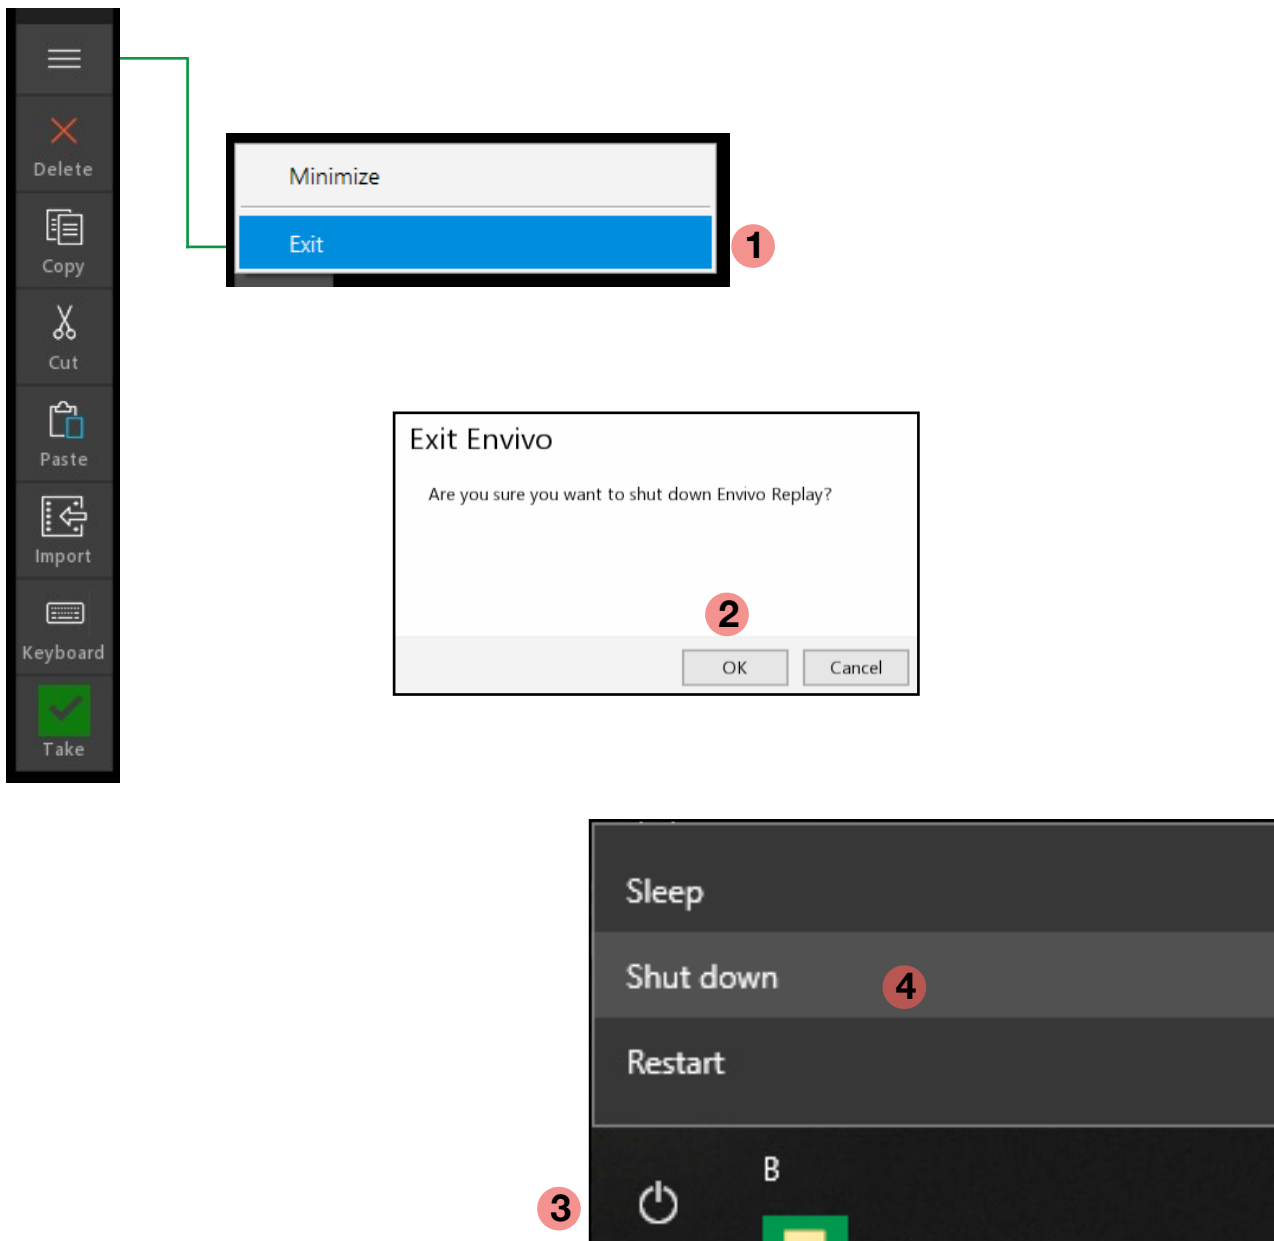 Delete
Copy
Cut
Paste
Import
Keyboard
Take
Minimize
Exit
1
Exit Envivo
Are you sure you want to shut down Envivo Replay?
2
OK Cancel
Sleep
Shut down
4
Restart
B
3